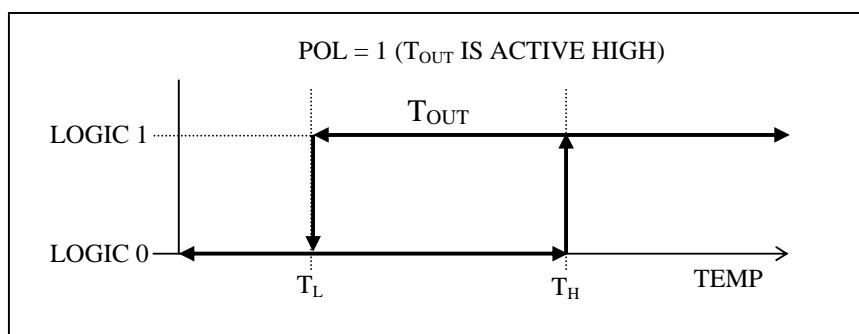 POL = 1 (TOUT IS ACTIVE HIGH)
TOUT
LOGIC 1
LOGIC 0
TL
TH
TEMP